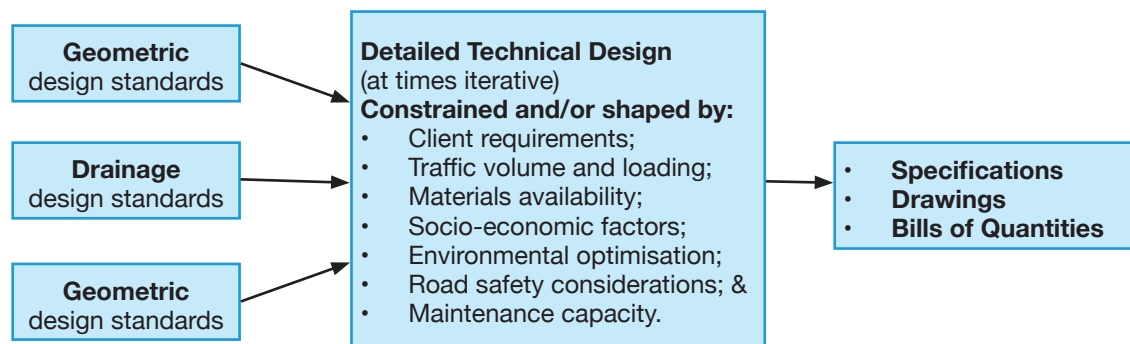 Geometric
design standards
Drainage
design standards
Geometric
design standards
Detailed Technical Design
(at times iterative)
Constrained and/or shaped by:
• Client requirements;
• Traffic volume and loading;
• Materials availability;
• Socio-economic factors;
• Environmental optimisation;
• Road safety considerations; &
• Maintenance capacity.
• Specifications
• Drawings
• Bills of Quantities